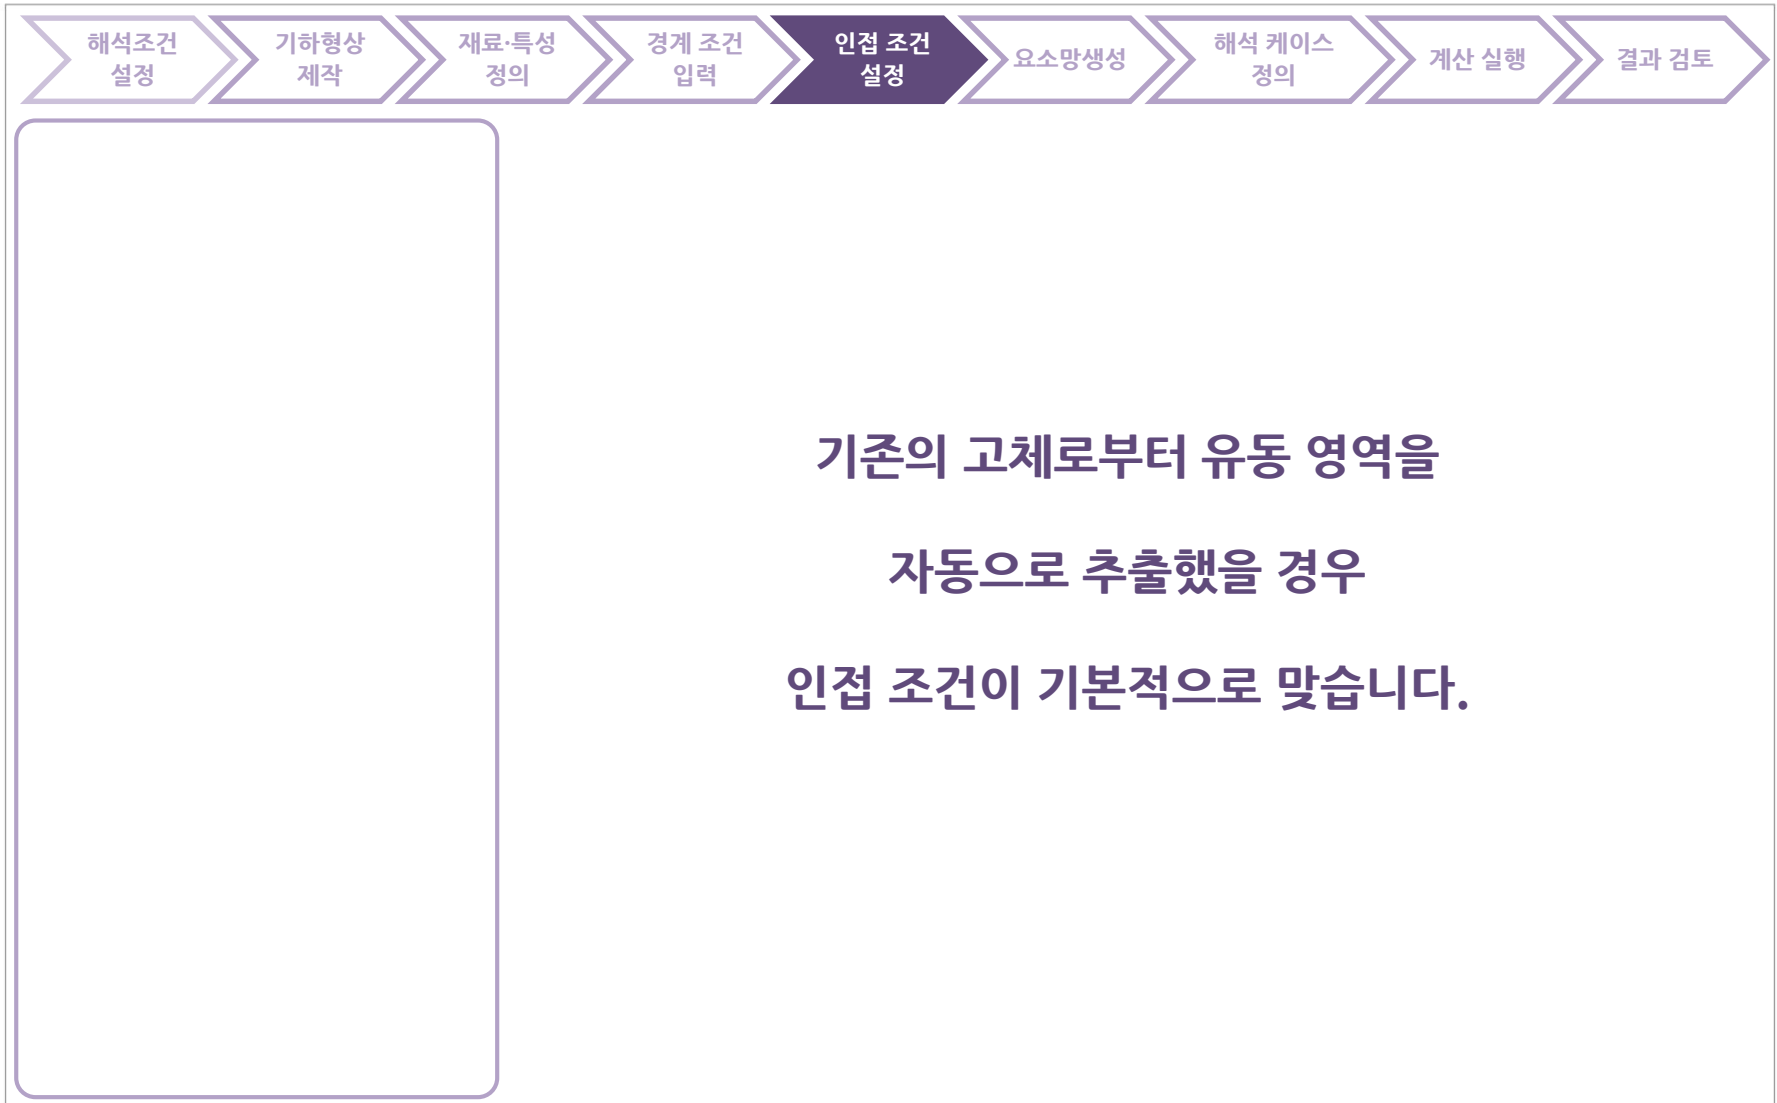 해석조건
설정
기하형상
제작
재료·특성
정의
경계 조건
입력
인접 조건
설정
요소망생성
해석 케이스
정의
계산 실행
결과 검토
기존의 고체로부터 유동 영역을
자동으로 추출했을 경우
인접 조건이 기본적으로 맞습니다.